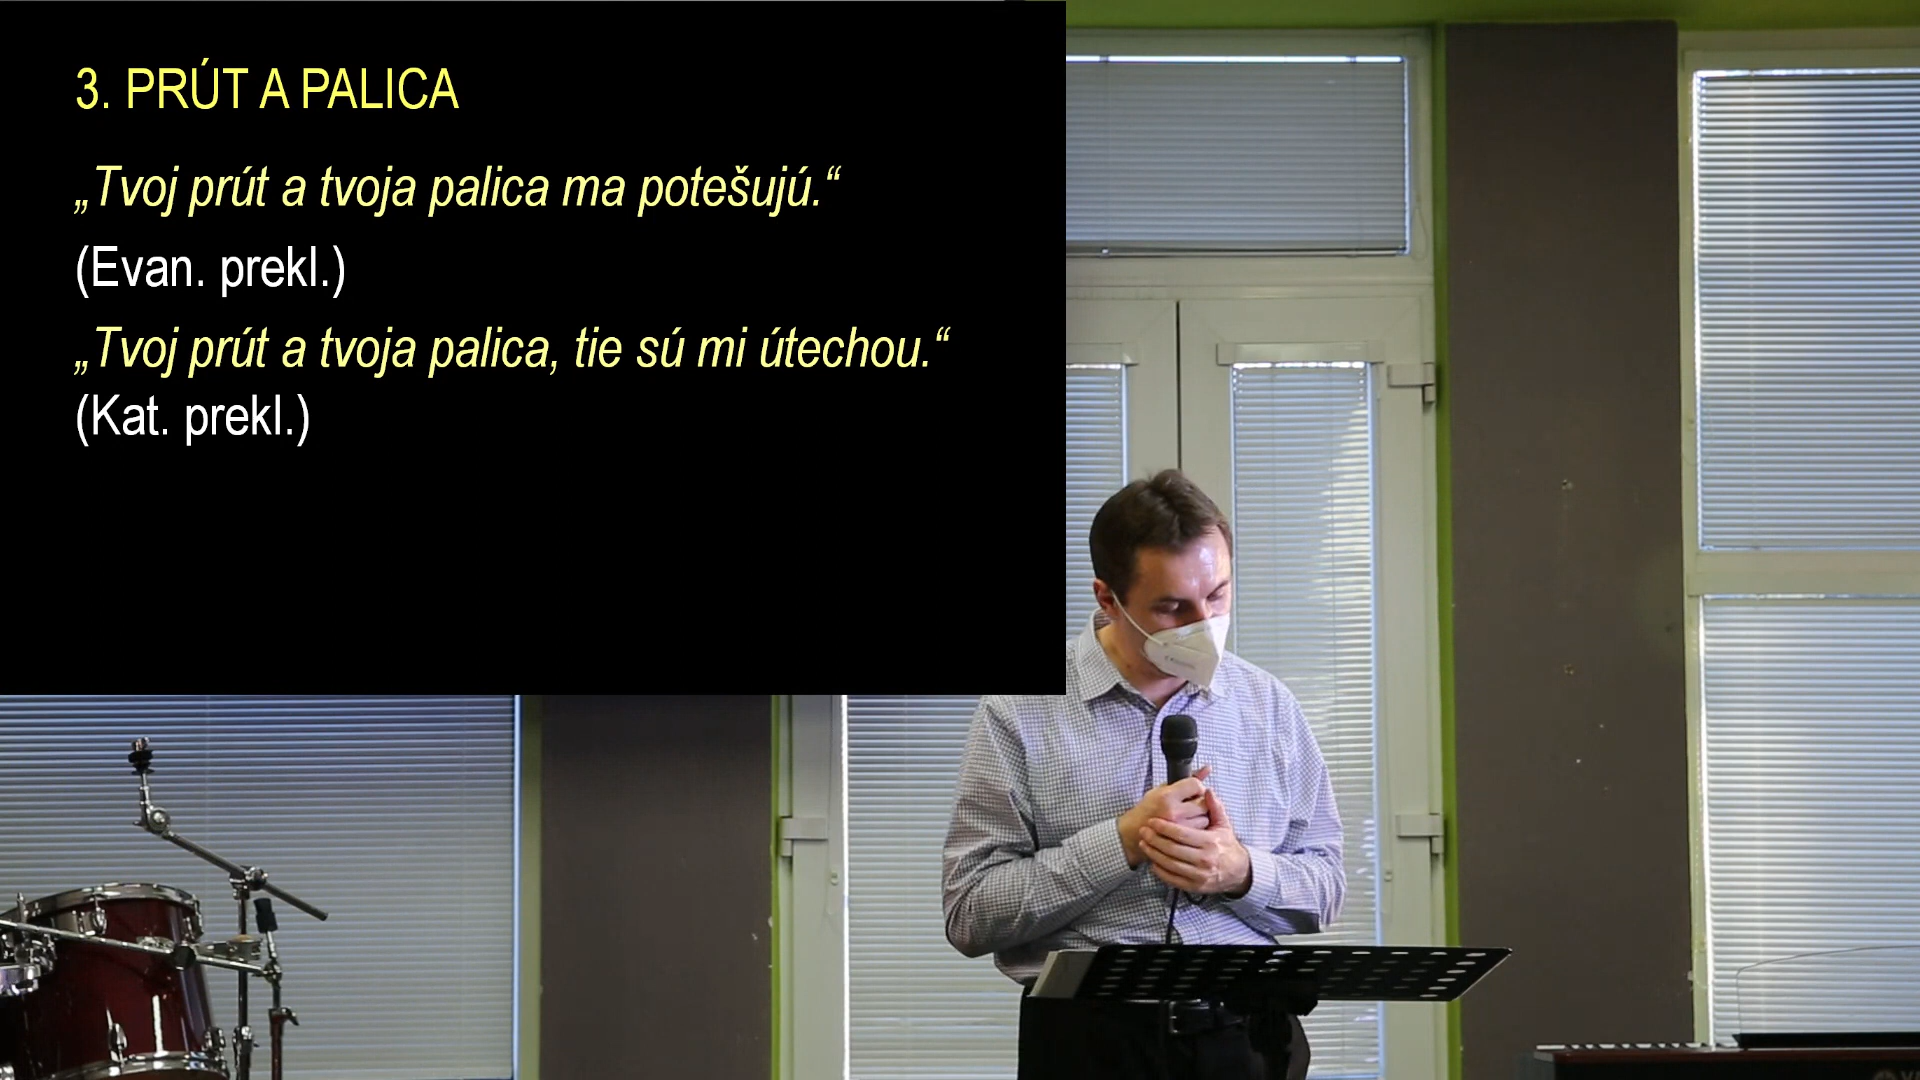 3. PRÚT A PALICA
„Tvoj prút a tvoja palica ma potešujú.“
(Evan. prekl.)
„Tvoj prút a tvoja palica, tie sú mi útechou.“
(Kat. prekl.)